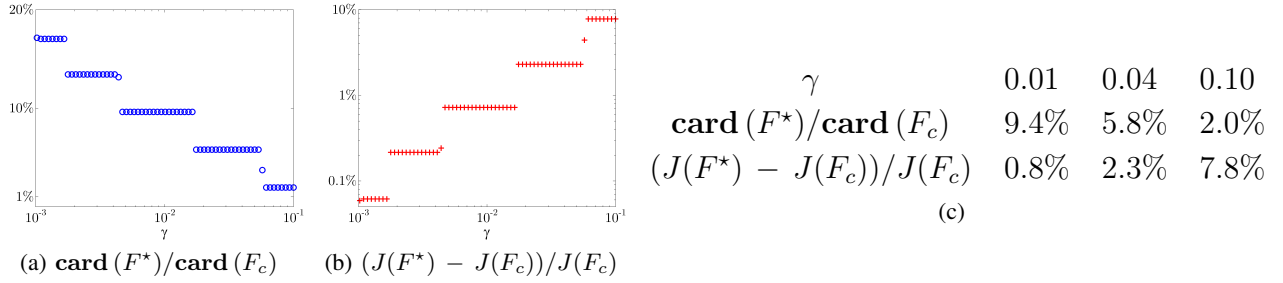 20%
10%
1%
10⁻³
10⁻²
10⁻¹
γ
(a) card (F⋆)/card (F_c)
10%
1%
0.1%
10⁻³
10⁻²
10⁻¹
γ
(b) (J(F⋆) − J(F_c))/J(F_c)
γ 0.01 0.04 0.10
card (F⋆)/card (F_c) 9.4% 5.8% 2.0%
(J(F⋆) − J(F_c))/J(F_c) 0.8% 2.3% 7.8%
(c)